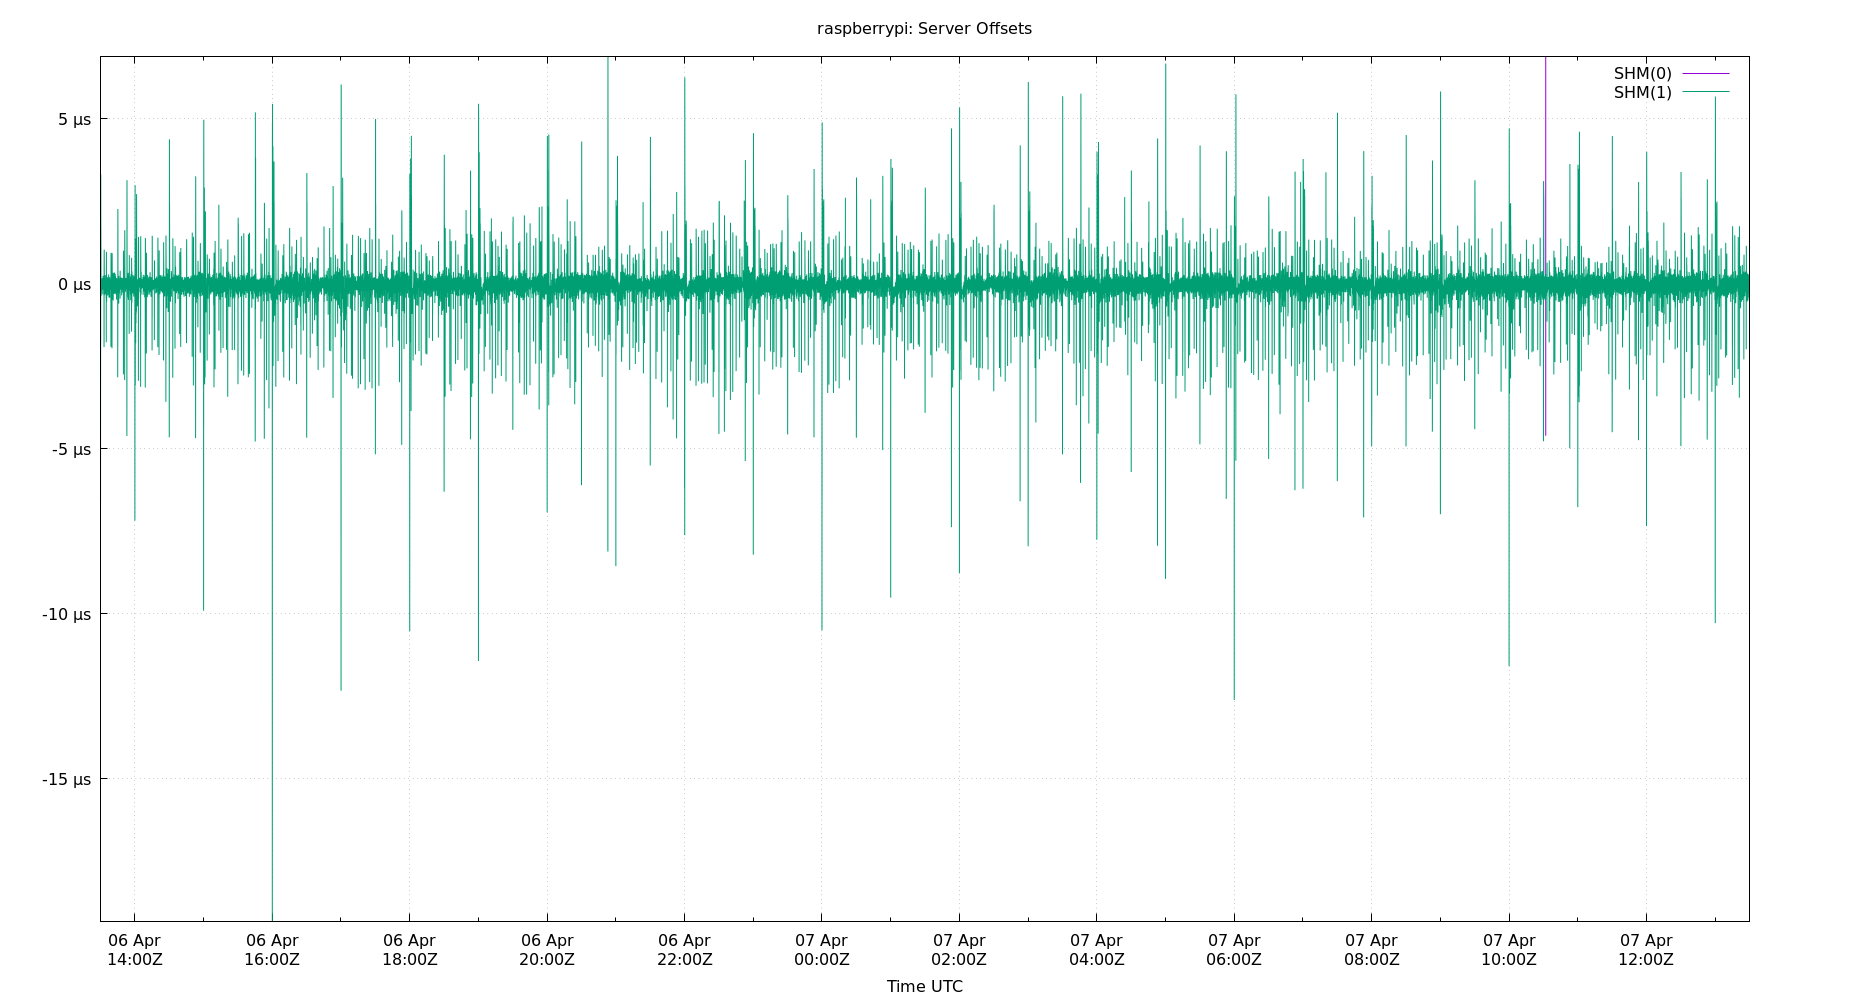 raspberrypi: Server Offsets
SHM(0)
SHM(1)
5 µs
0 µs
-5 µs
-10 µs
-15 µs
06 Apr 06 Apr 06 Apr 06 Apr 06 Apr 07 Apr 07 Apr 07 Apr 07 Apr 07 Apr 07 Apr 07 Apr
14:00Z 16:00Z 18:00Z 20:00Z 22:00Z 00:00Z 02:00Z 04:00Z 06:00Z 08:00Z 10:00Z 12:00Z
Time UTC